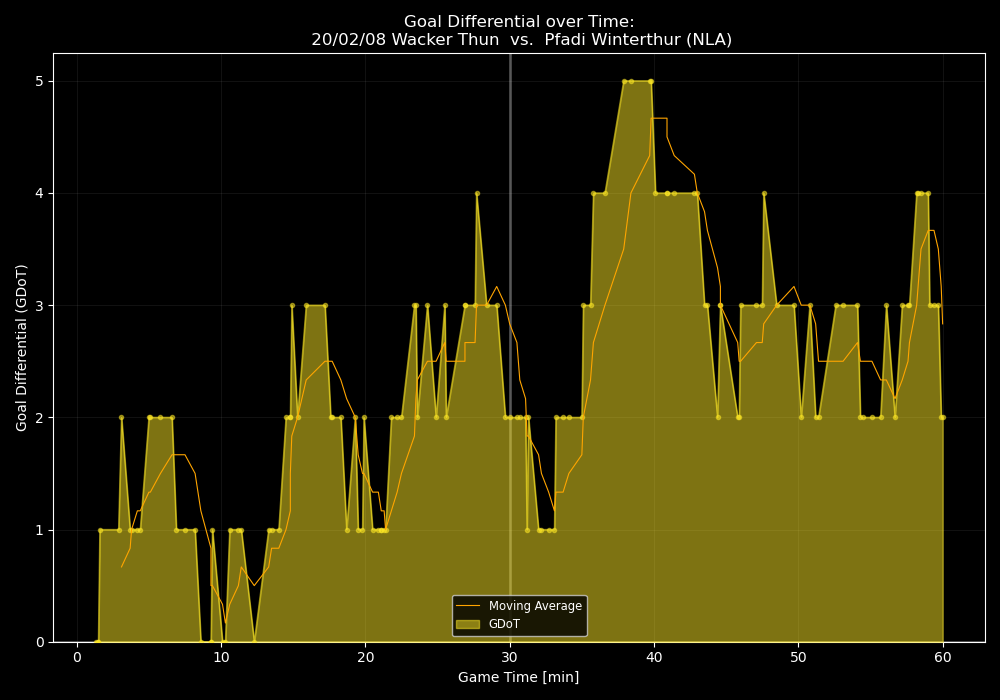 Goal Differential over Time:
20/02/08 Wacker Thun  vs.  Pfadi Winterthur (NLA)
Goal Differential (GDoT)
5
4
3
2
1
0
Moving Average
GDoT
0 10 20 30 40 50 60
Game Time [min]